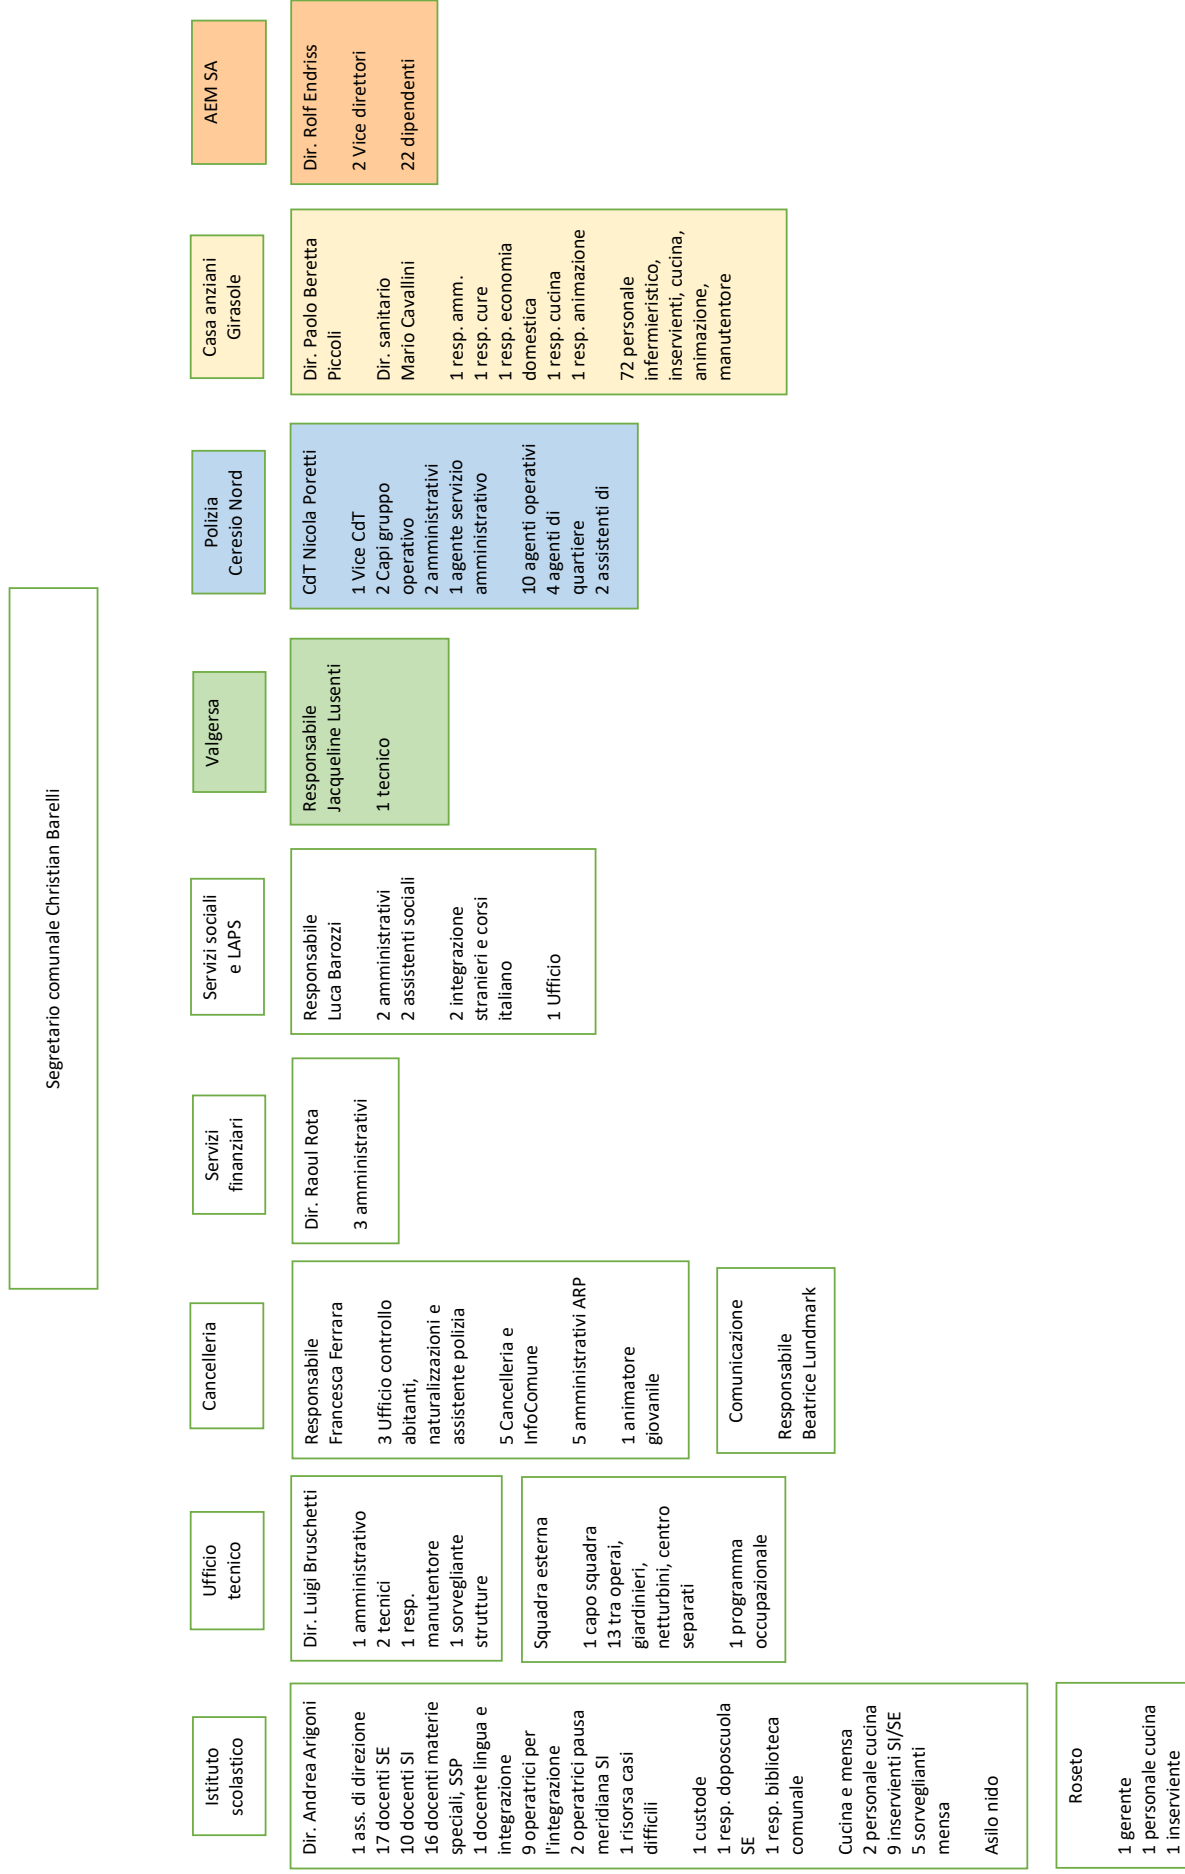 Segretario comunale Christian Barelli
Istituto
scolastico
Dir. Andrea Arigoni
1 ass. di direzione
17 docenti SE
10 docenti SI
16 docenti materie
speciali, SSP
1 docente lingua e
integrazione
9 operatrici per
l'integrazione
2 operatrici pausa
meridiana SI
1 risorsa casi
difficili
1 custode
1 resp. doposcuola
SE
1 resp. biblioteca
comunale
Cucina e mensa
2 personale cucina
9 inservienti SI/SE
5 sorveglianti
mensa
Asilo nido
Roseto
1 gerente
1 personale cucina
1 inserviente
Ufficio
tecnico
Dir. Luigi Bruschetti
1 amministrativo
2 tecnici
1 resp.
manutentore
1 sorvegliante
strutture
Squadra esterna
1 capo squadra
13 tra operai,
giardinieri,
netturbini, centro
separati
1 programma
occupazionale
Cancelleria
Responsabile
Francesca Ferrara
3 Ufficio controllo
abitanti,
naturalizzazioni e
assistente polizia
5 Cancelleria e
InfoComune
5 amministrativi ARP
1 animatore
giovanile
Comunicazione
Responsabile
Beatrice Lundmark
Servizi
finanziari
Dir. Raoul Rota
3 amministrativi
Servizi sociali
e LAPS
Responsabile
Luca Barozzi
2 amministrativi
2 assistenti sociali
2 integrazione
stranieri e corsi
italiano
1 Ufficio
Valgersa
Responsabile
Jacqueline Lusenti
1 tecnico
Polizia
Ceresio Nord
CdT Nicola Poretti
1 Vice CdT
2 Capi gruppo
operativo
2 amministrativi
1 agente servizio
amministrativo
10 agenti operativi
4 agenti di
quartiere
2 assistenti di
Casa anziani
Girasole
Dir. Paolo Beretta
Piccoli
Dir. sanitario
Mario Cavallini
1 resp. amm.
1 resp. cure
1 resp. economia
domestica
1 resp. cucina
1 resp. animazione
72 personale
infermieristico,
inservienti, cucina,
animazione,
manutentore
AEM SA
Dir. Rolf Endriss
2 Vice direttori
22 dipendenti